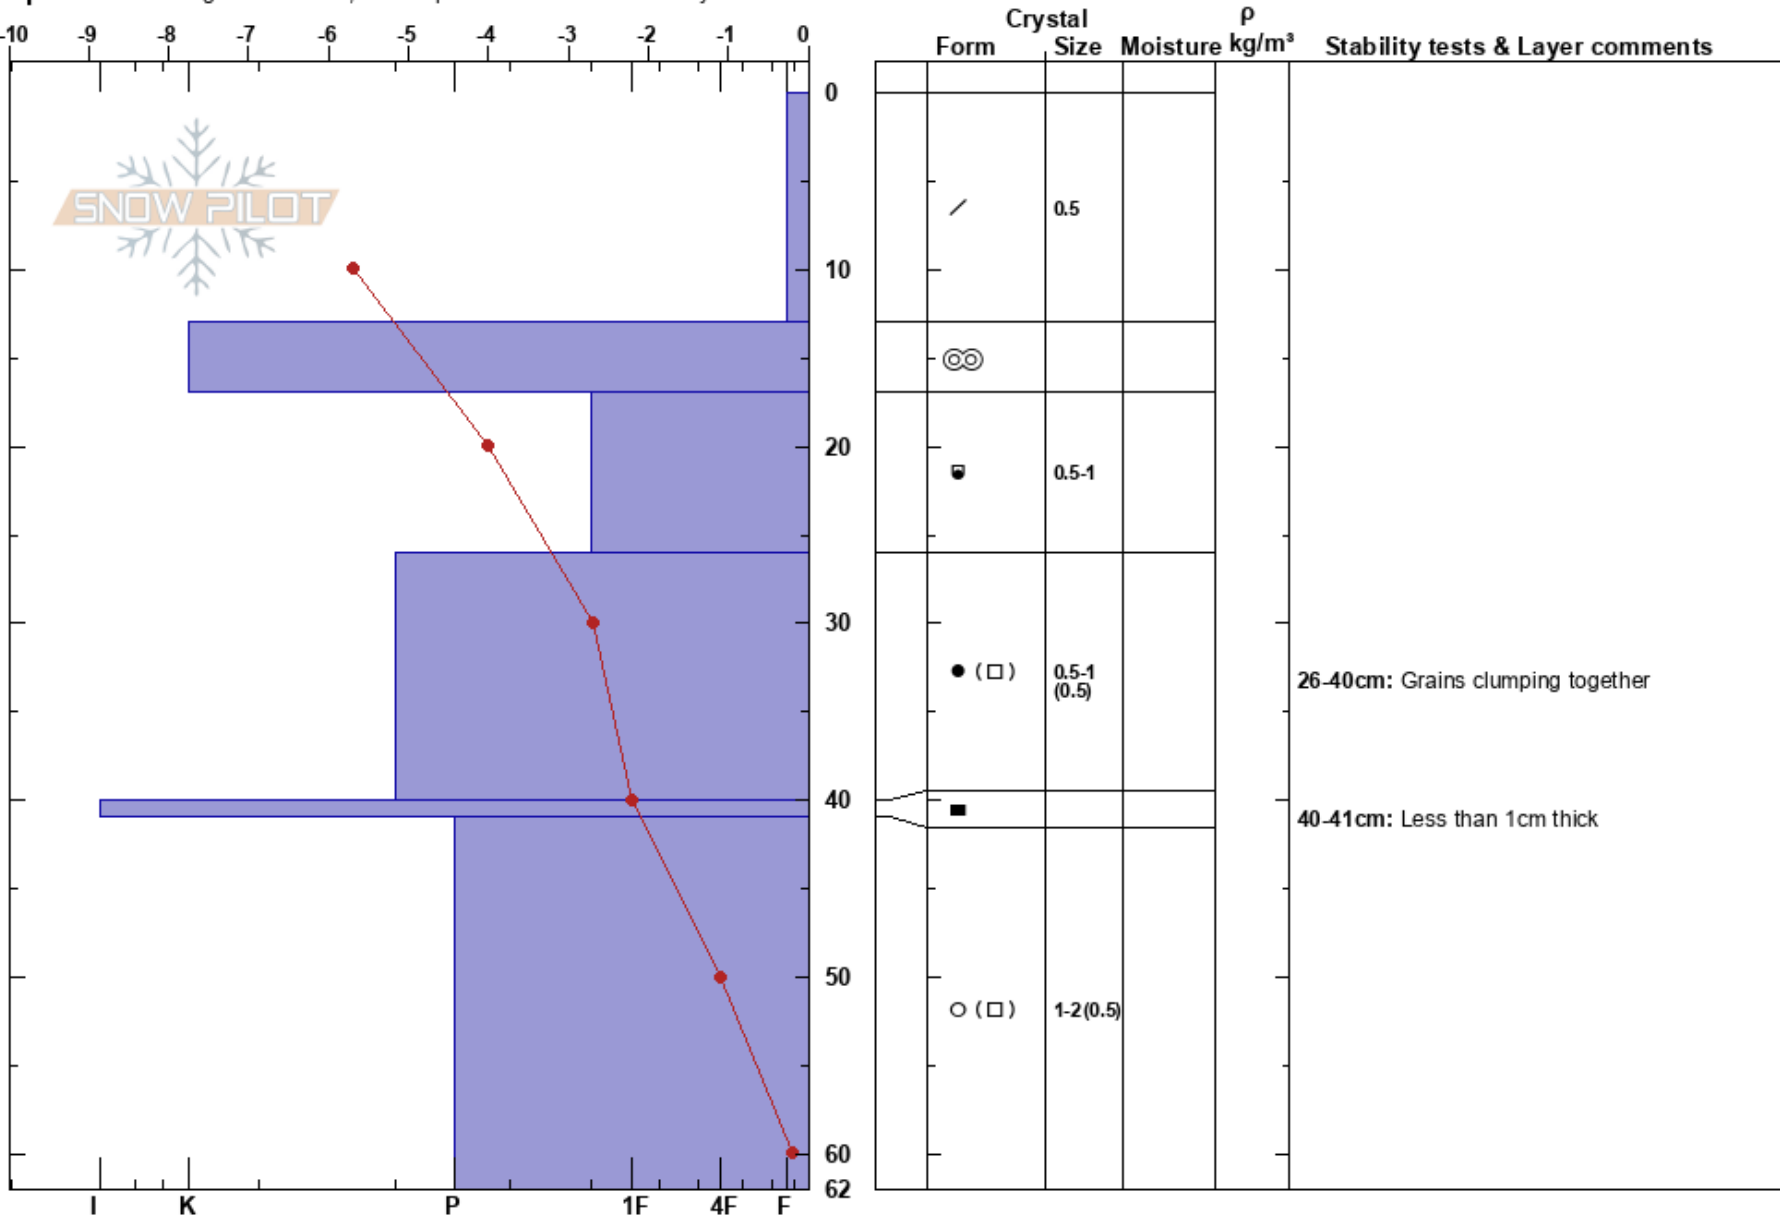 Crystal
ρ
-10 -9 -8 -7 -6 -5 -4 -3 -2 -1 0
Form Size Moisture kg/m³ Stability tests & Layer comments
0
SNOW PILOT
0.5
10
20
0.5-1
30
( ) 0.5-1
(0.5)
26-40cm: Grains clumping together
40
40-41cm: Less than 1cm thick
50
( ) 1-2(0.5)
60
62
I K P 1F 4F F